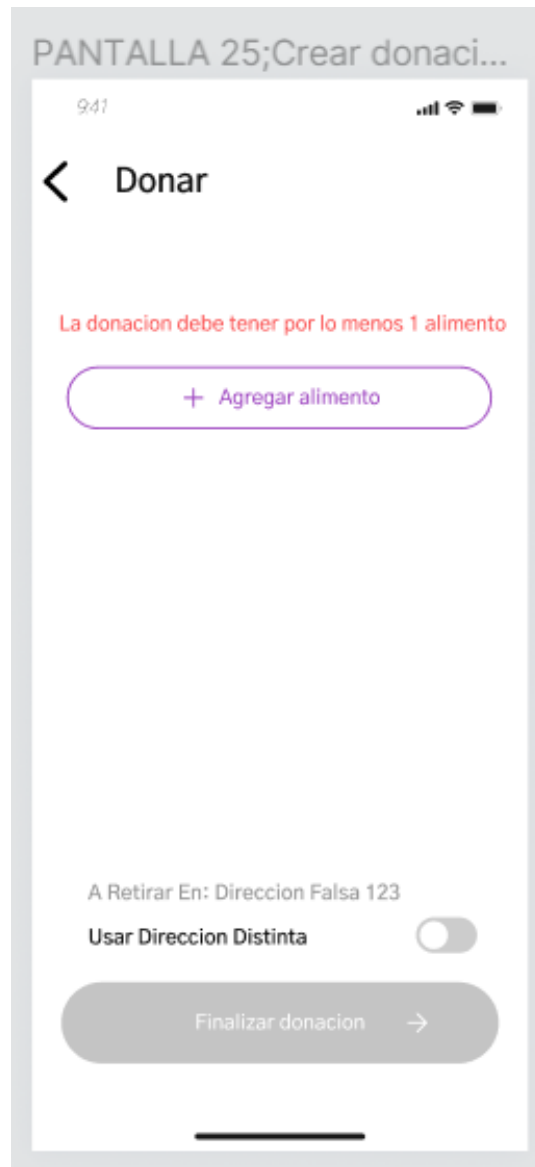 PANTALLA 25;Crear donaci...
9:41
Donar
La donacion debe tener por lo menos 1 alimento
+ Agregar alimento
A Retirar En: Direccion Falsa 123
Usar Direccion Distinta
Finalizar donacion →